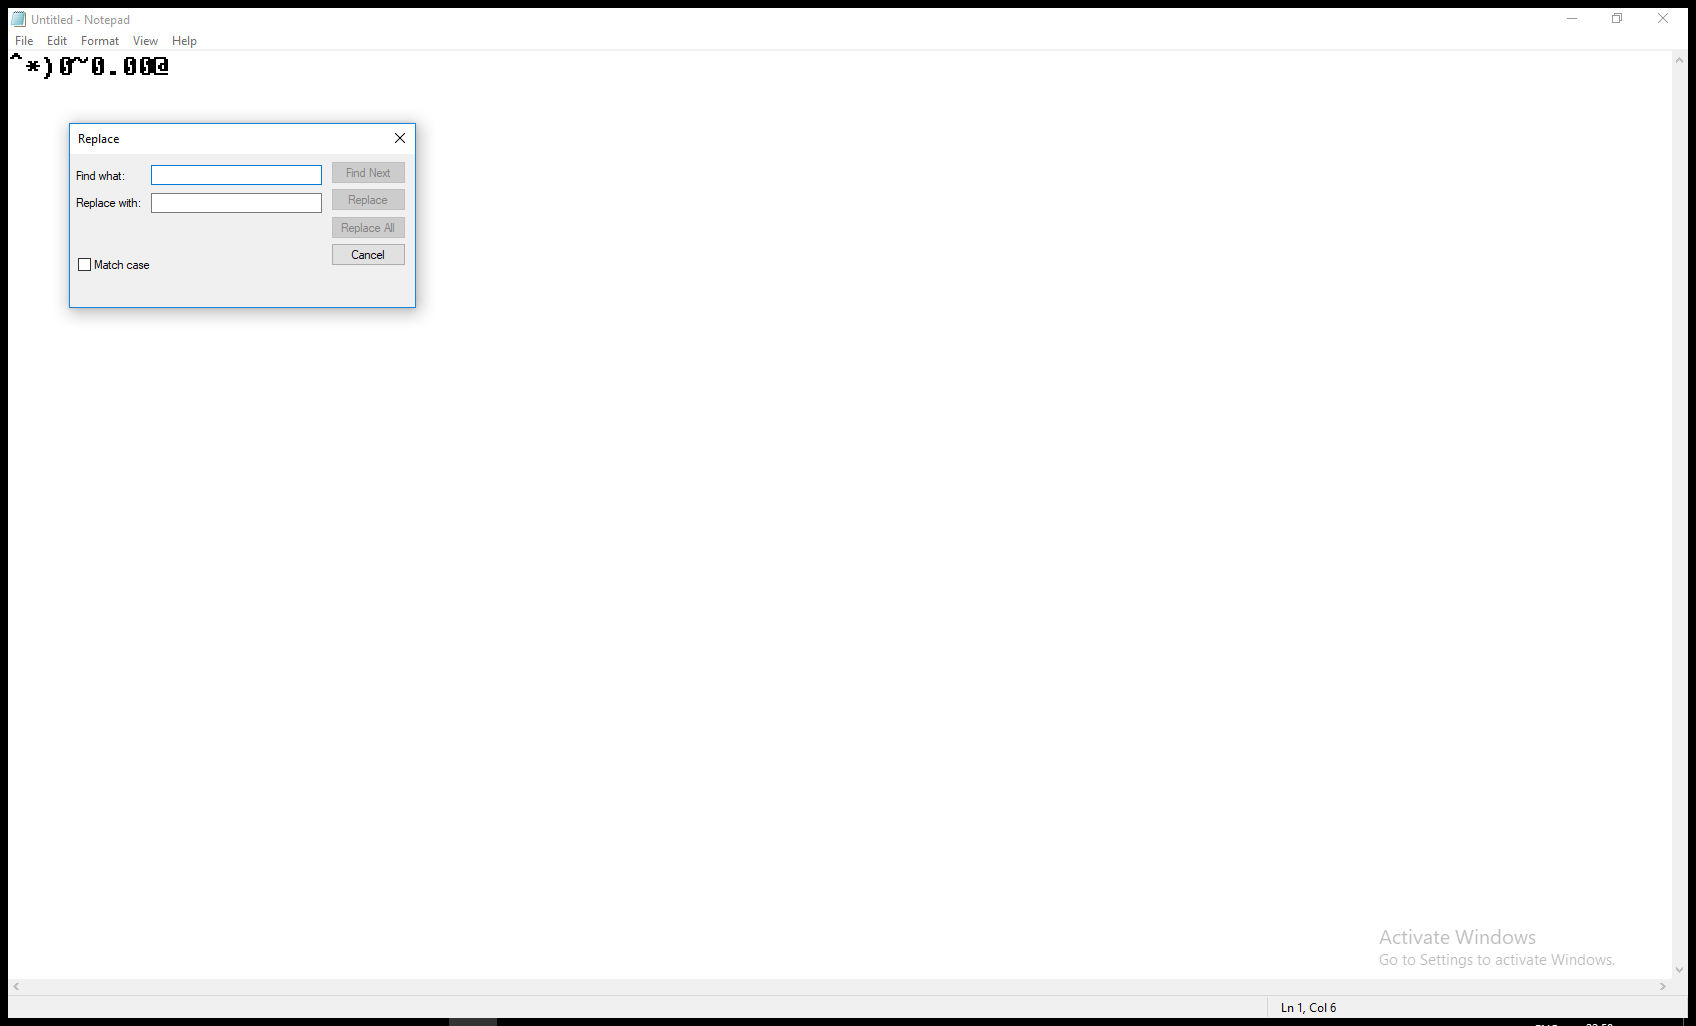 Untitled - Notepad
File Edit Format View Help
^*)0~0.00@
Replace
Find what:
Find Next
Replace with:
Replace
Replace All
Cancel
Match case
Activate Windows
Go to Settings to activate Windows.
Ln 1, Col 6